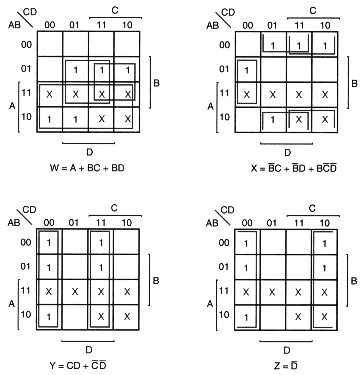 CD C
AB 00 01 11 10
00
01 1 1 1 B
A 11 X X X X
10 1 1 X X
D
W = A + BC + BD
CD C
AB 00 01 11 10
00 1 1 1
01 1 B
A 11 X X X X
10 1 X X
D
X = B̅C + B̅D + BC̅D̅
CD C
AB 00 01 11 10
00 1 1
01 1 1 B
A 11 X X X X
10 1 X X
D
Y = CD + C̅D̅
CD C
AB 00 01 11 10
00 1 1
01 1 1 B
A 11 X X X X
10 1 X X
D
Z = D̅